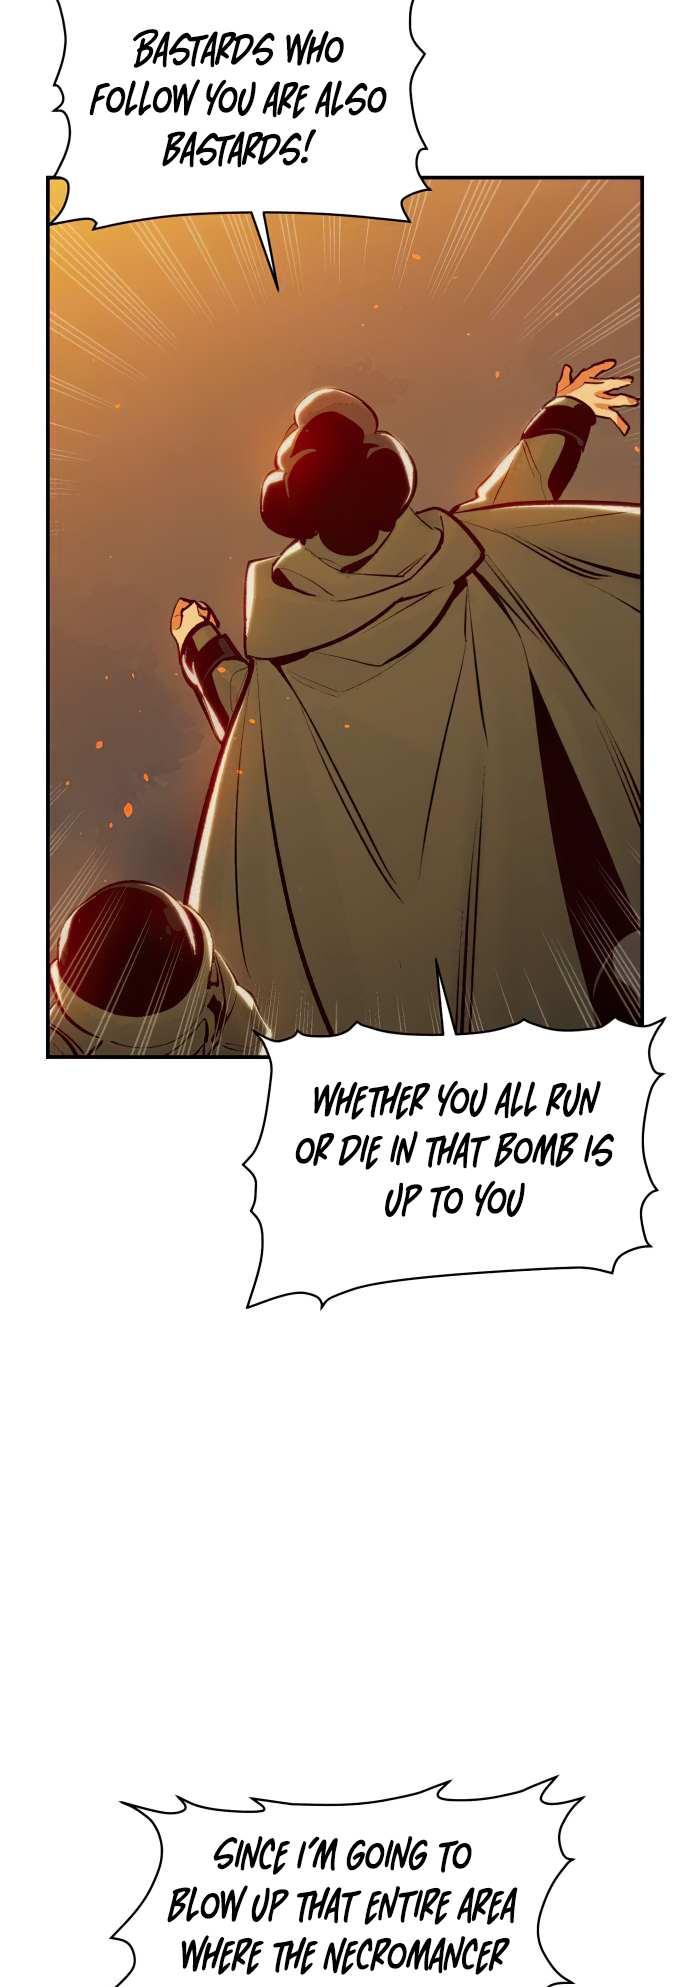 BASTARDS WHO
FOLLOW YOU ARE ALSO
BASTARDS!
WHETHER YOU ALL RUN
OR DIE IN THAT BOMB IS
UP TO YOU
SINCE I'M GOING TO
BLOW UP THAT ENTIRE AREA
WHERE THE NECROMANCER